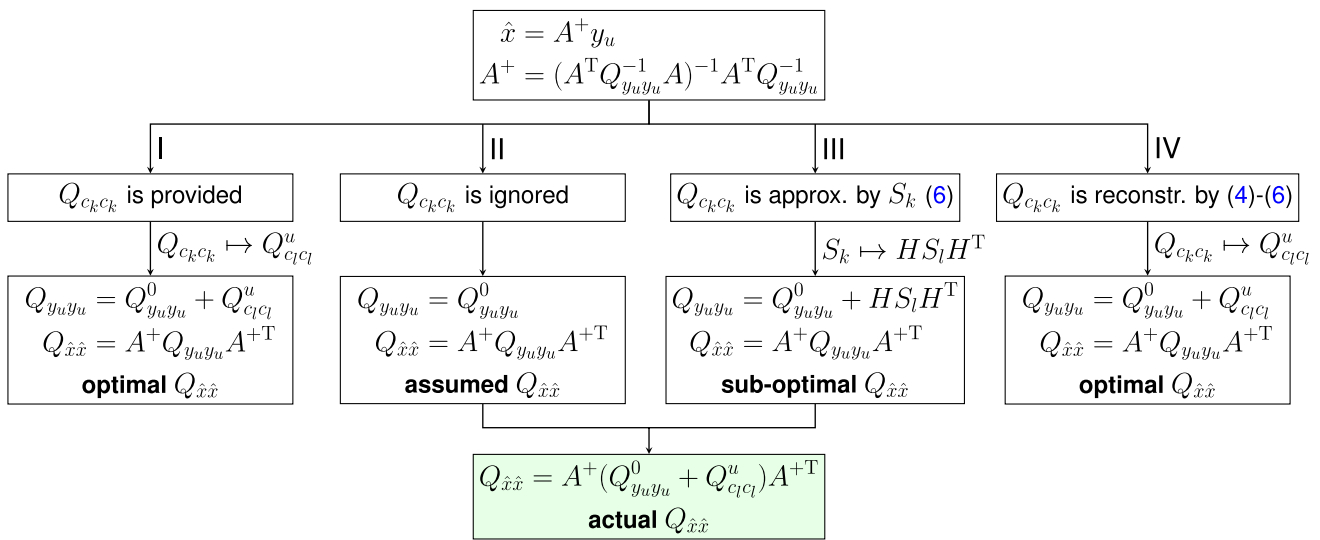 x̂ = A⁺y_u
A⁺ = (AᵀQ⁻¹_{y_u y_u}A)⁻¹AᵀQ⁻¹_{y_u y_u}
I
II
III
IV
Q_{c_k c_k} is provided
Q_{c_k c_k} is ignored
Q_{c_k c_k} is approx. by S_k (6)
Q_{c_k c_k} is reconstr. by (4)-(6)
Q_{c_k c_k} ↦ Q^u_{c_l c_l}
S_k ↦ HS_lHᵀ
Q_{c_k c_k} ↦ Q^u_{c_l c_l}
Q_{y_u y_u} = Q⁰_{y_u y_u} + Q^u_{c_l c_l}
Q_{x̂x̂} = A⁺Q_{y_u y_u}A⁺ᵀ
optimal Q_{x̂x̂}
Q_{y_u y_u} = Q⁰_{y_u y_u}
Q_{x̂x̂} = A⁺Q_{y_u y_u}A⁺ᵀ
assumed Q_{x̂x̂}
Q_{y_u y_u} = Q⁰_{y_u y_u} + HS_lHᵀ
Q_{x̂x̂} = A⁺Q_{y_u y_u}A⁺ᵀ
sub-optimal Q_{x̂x̂}
Q_{y_u y_u} = Q⁰_{y_u y_u} + Q^u_{c_l c_l}
Q_{x̂x̂} = A⁺Q_{y_u y_u}A⁺ᵀ
optimal Q_{x̂x̂}
Q_{x̂x̂} = A⁺(Q⁰_{y_u y_u} + Q^u_{c_l c_l})A⁺ᵀ
actual Q_{x̂x̂}